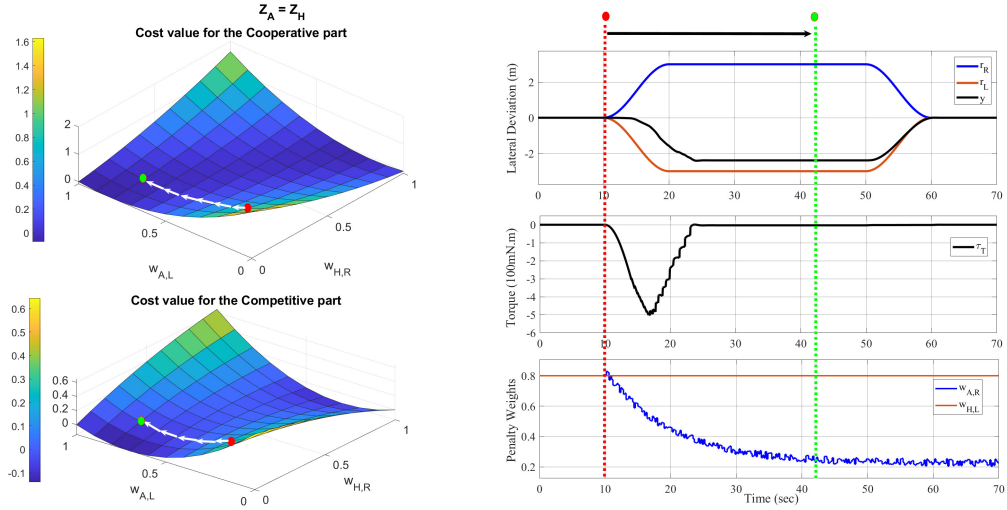 Z_A = Z_H
Cost value for the Cooperative part
1.6
1.4
1.2
1
0.8
0.6
0.4
0.2
0
2
1
0
1
0.5
0
0
0.5
1
w_A,L
w_H,R
Cost value for the Competitive part
0.6
0.5
0.4
0.3
0.2
0.1
0
-0.1
0.6
0.4
0.2
0
1
0.5
0
0
0.5
1
w_A,L
w_H,R
Lateral Deviation (m)
2
0
-2
r_R
r_L
y
0 10 20 30 40 50 60 70
Torque (100mN.m)
0
-1
-2
-3
-4
-5
-6
τ_T
0 10 20 30 40 50 60 70
Penalty Weights
0.8
0.6
0.4
0.2
w_A,R
w_H,L
0 10 20 30 40 50 60 70
Time (sec)